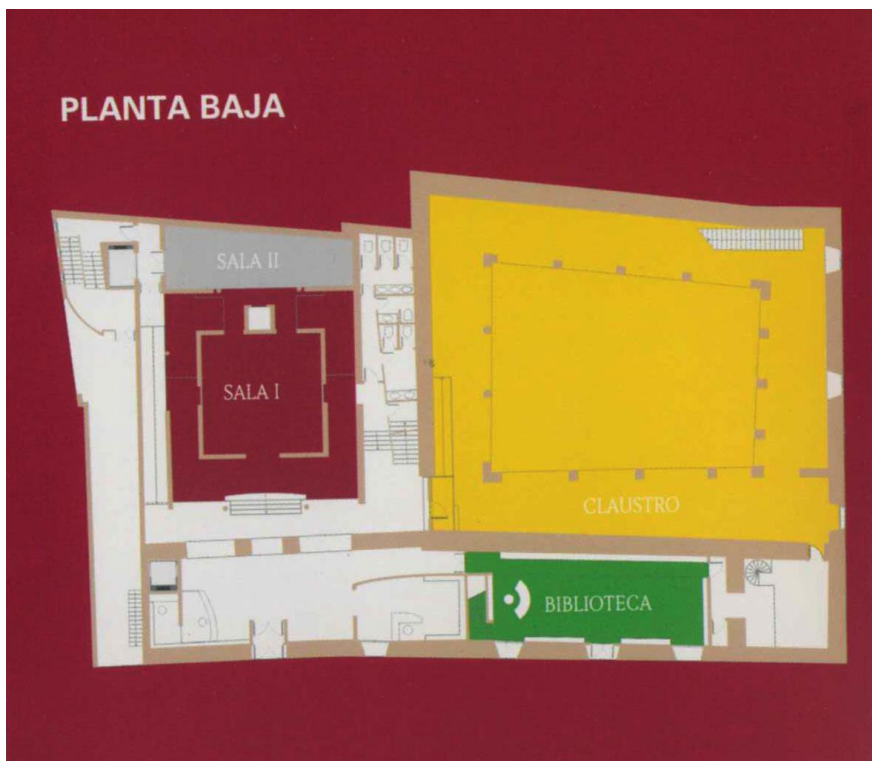 PLANTA BAJA
SALA II
SALA I
CLAUSTRO
BIBLIOTECA